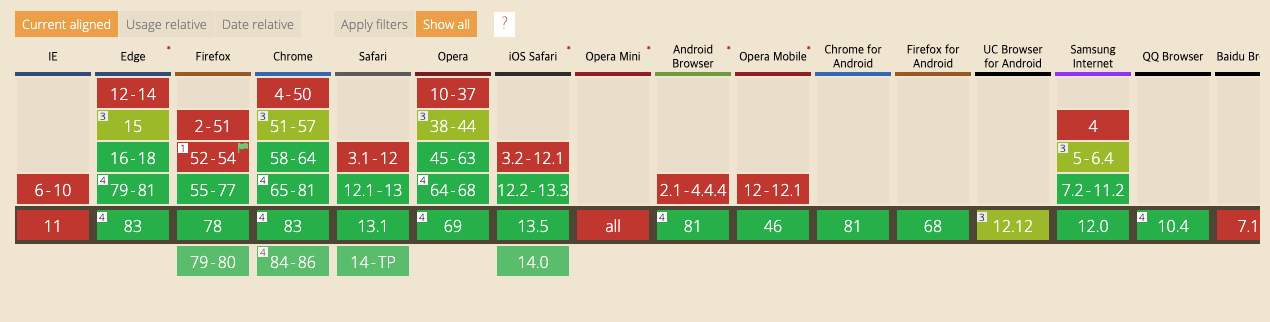 Current aligned Usage relative Date relative Apply filters Show all ?
IE Edge * Firefox Chrome Safari Opera iOS Safari * Opera Mini * Android Browser * Opera Mobile * Chrome for Android Firefox for Android UC Browser for Android Samsung Internet QQ Browser Baidu Br
12-14 4-50 10-37
3 15 2-51 3 51-57 3 38-44 4
16-18 1 52-54 58-64 3.1-12 45-63 3.2-12.1 3 5-6.4
6-10 4 79-81 55-77 4 65-81 12.1-13 4 64-68 12.2-13.3 2.1-4.4.4 12-12.1 7.2-11.2
11 4 83 78 4 83 13.1 4 69 13.5 all 4 81 46 81 68 3 12.12 12.0 4 10.4 7.1
79-80 4 84-86 14-TP 14.0